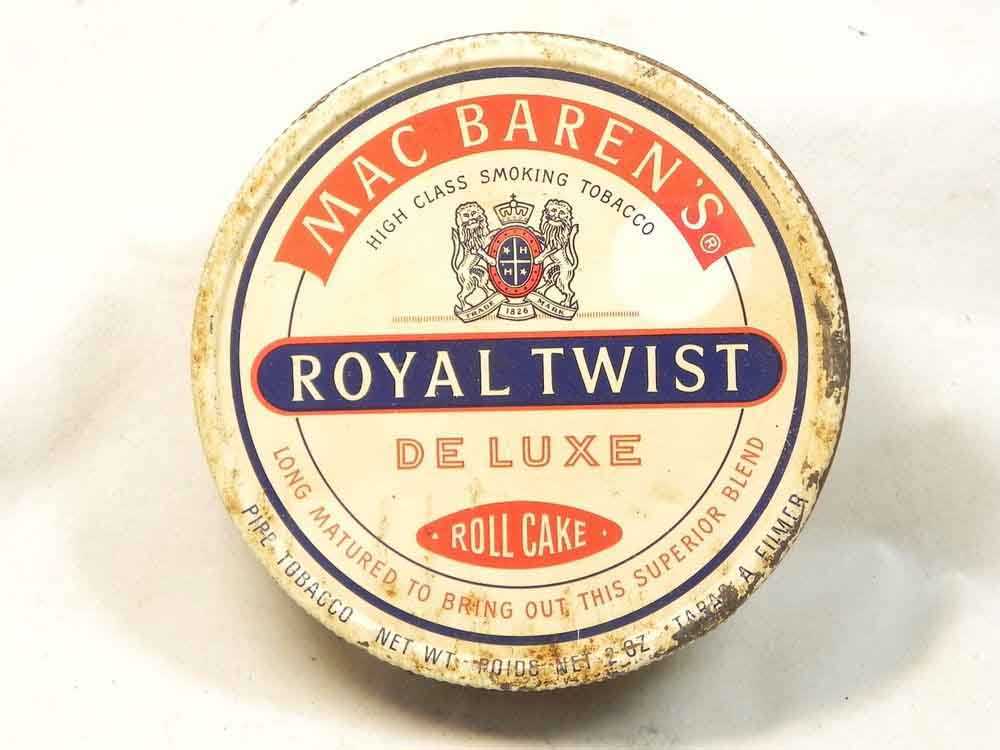 MAC BAREN'S®
HIGH CLASS SMOKING TOBACCO
H
H
TRADE 1826 MARK
ROYAL TWIST
DE LUXE
· ROLL CAKE ·
LONG MATURED TO BRING OUT THIS SUPERIOR BLEND
PIPE TOBACCO NET WT. - POIDS NET 2 OZ. TABAC A FUMER